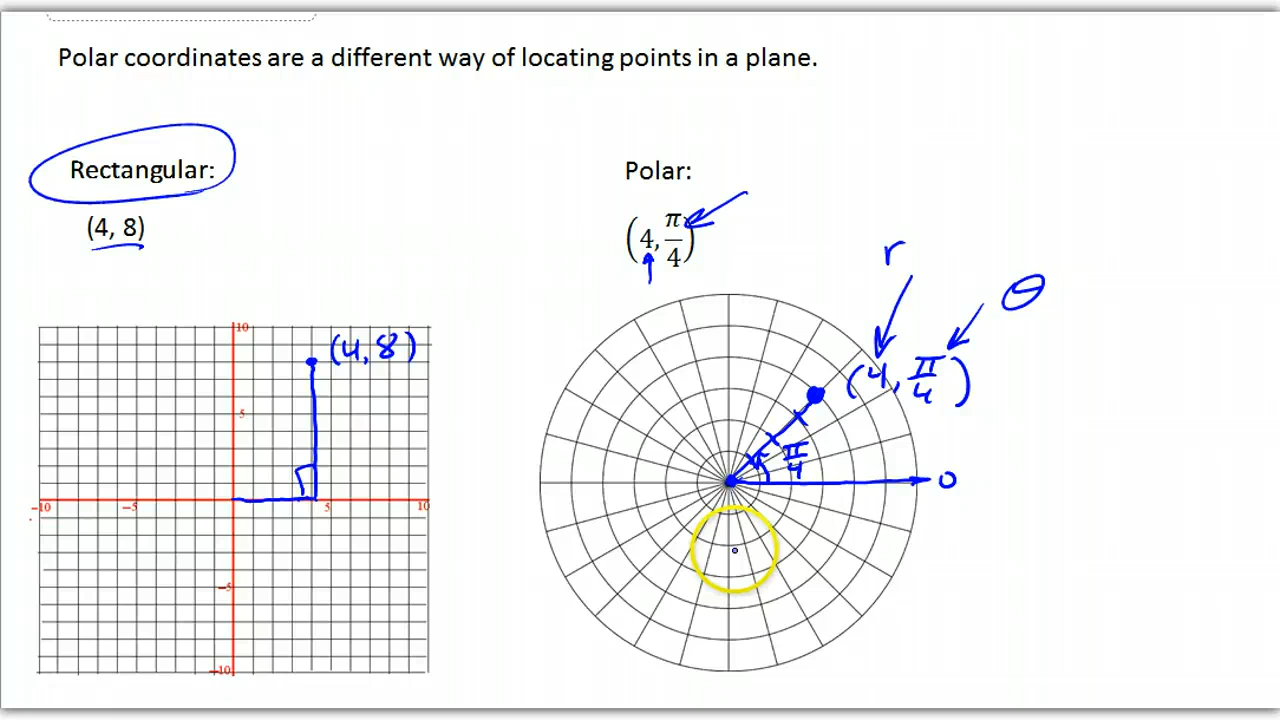 Polar coordinates are a different way of locating points in a plane.
Rectangular:
Polar:
(4, 8)
(4, π/4)
r
θ
10
(4, 8)
(4, π/4)
5
π/4
0
-10
-5
5
10
-5
-10